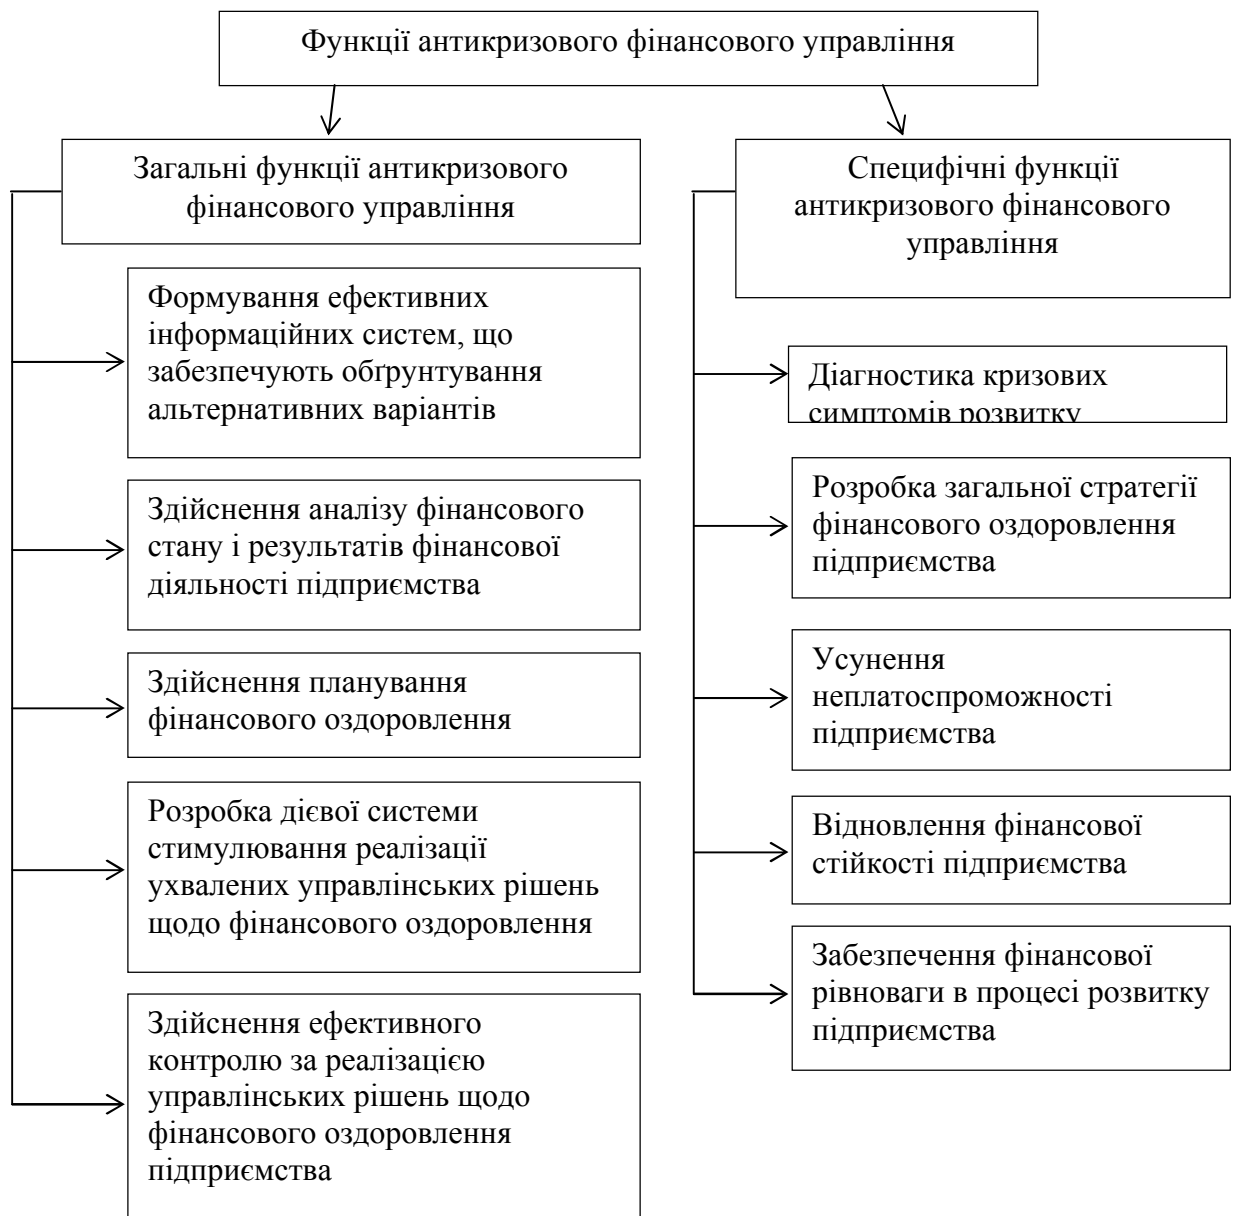 Функції антикризового фінансового управління
Загальні функції антикризового
фінансового управління
Формування ефективних
інформаційних систем, що
забезпечують обґрунтування
альтернативних варіантів
Здійснення аналізу фінансового
стану і результатів фінансової
діяльності підприємства
Здійснення планування
фінансового оздоровлення
Розробка дієвої системи
стимулювання реалізації
ухвалених управлінських рішень
щодо фінансового оздоровлення
Здійснення ефективного
контролю за реалізацією
управлінських рішень щодо
фінансового оздоровлення
підприємства
Специфічні функції
антикризового фінансового
управління
Діагностика кризових
симптомів розвитку
Розробка загальної стратегії
фінансового оздоровлення
підприємства
Усунення
неплатоспроможності
підприємства
Відновлення фінансової
стійкості підприємства
Забезпечення фінансової
рівноваги в процесі розвитку
підприємства